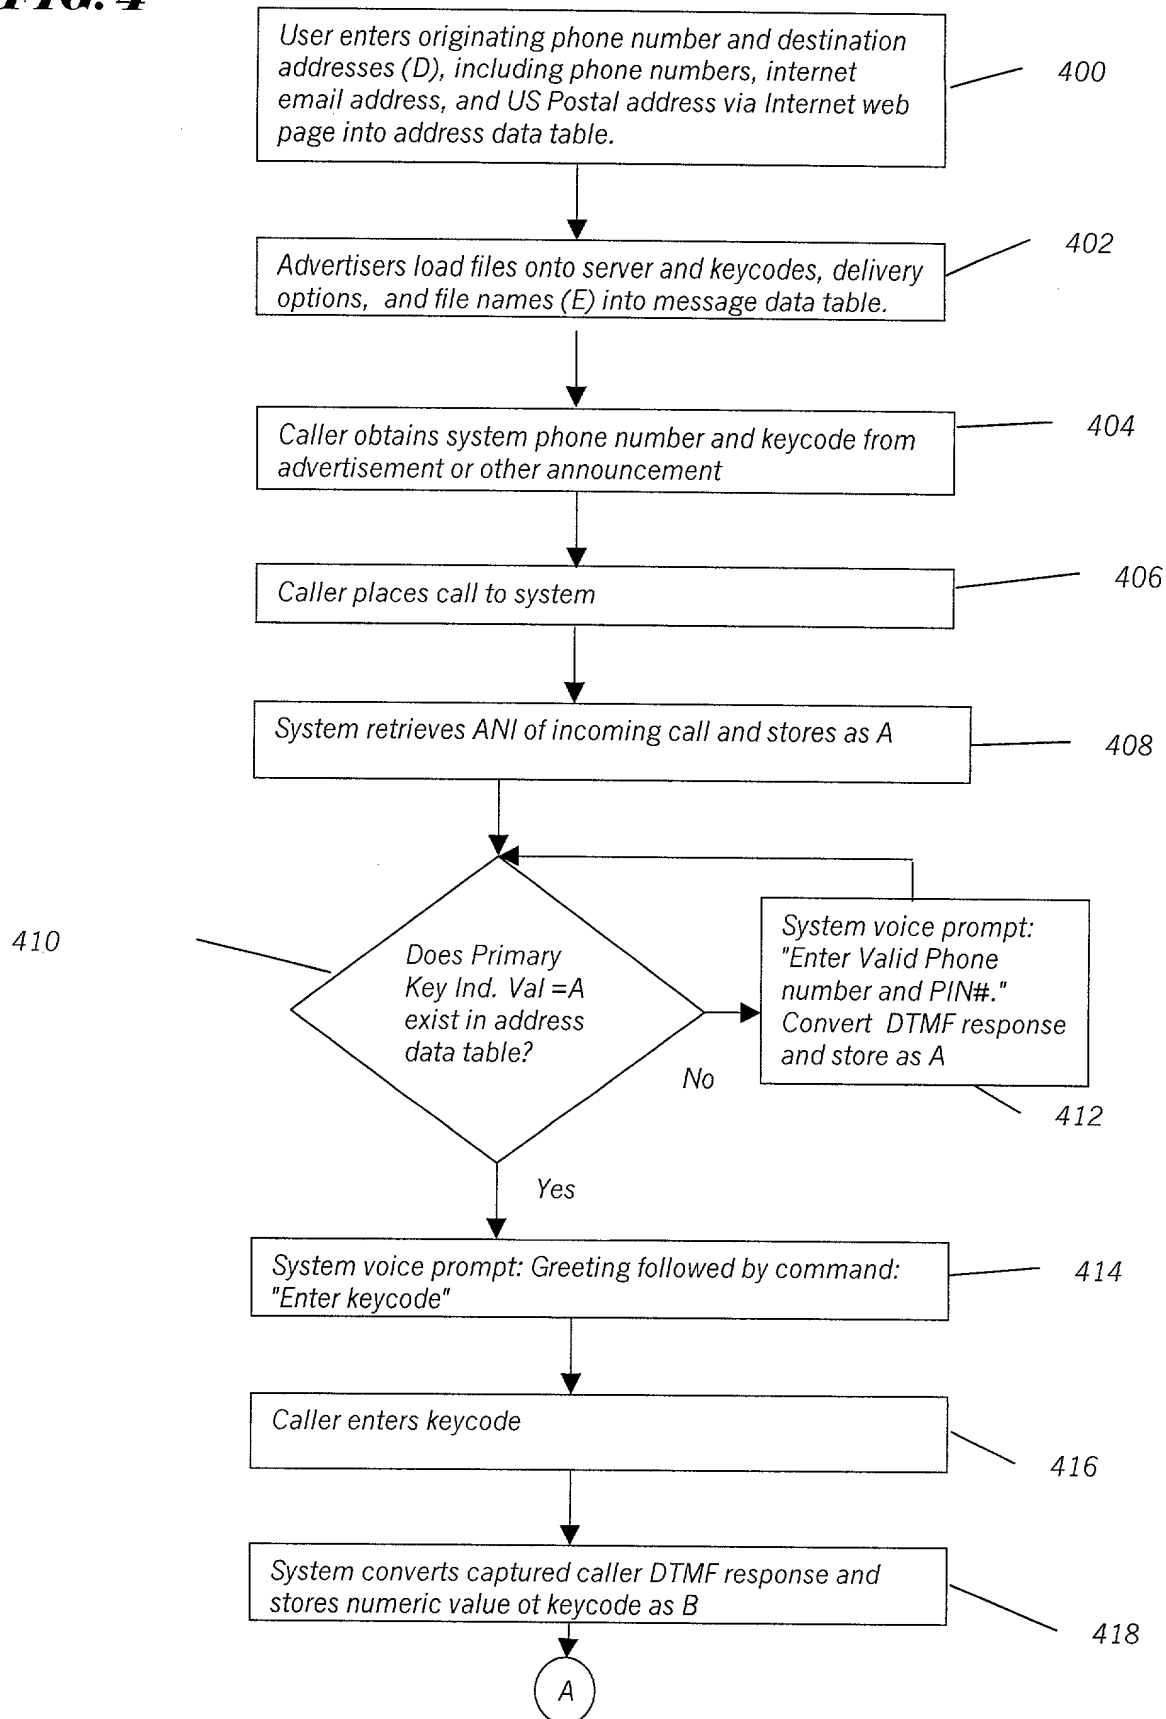 FIG. 4
User enters originating phone number and destination
addresses (D), including phone numbers, internet
email address, and US Postal address via Internet web
page into address data table.
400
Advertisers load files onto server and keycodes, delivery
options, and file names (E) into message data table.
402
Caller obtains system phone number and keycode from
advertisement or other announcement
404
Caller places call to system
406
System retrieves ANI of incoming call and stores as A
408
410
Does Primary
Key Ind. Val =A
exist in address
data table?
No
System voice prompt:
"Enter Valid Phone
number and PIN#."
Convert DTMF response
and store as A
412
Yes
System voice prompt: Greeting followed by command:
"Enter keycode"
414
Caller enters keycode
416
System converts captured caller DTMF response and
stores numeric value ot keycode as B
418
A